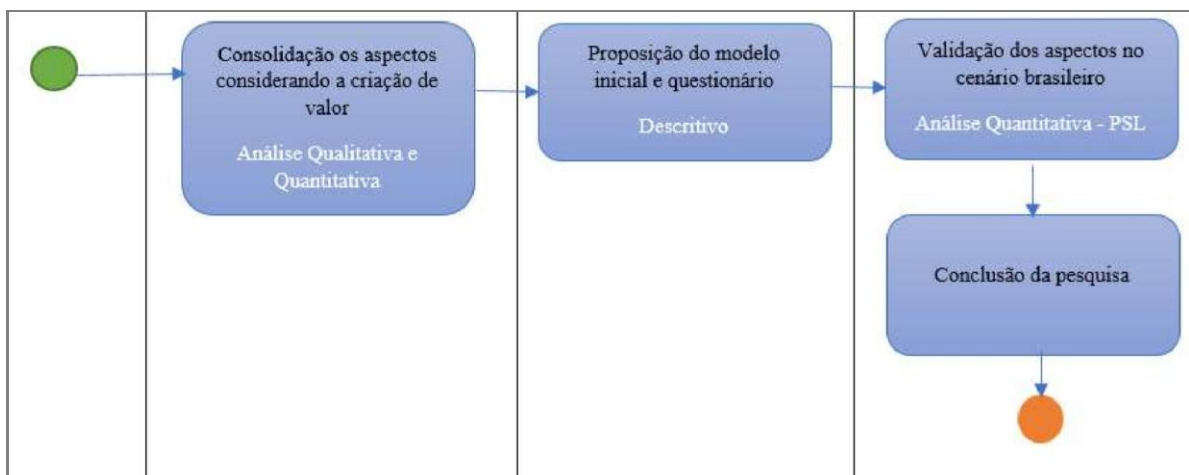 Consolidação os aspectos
considerando a criação de
valor
Análise Qualitativa e
Quantitativa
Proposição do modelo
inicial e questionário
Descritivo
Validação dos aspectos no
cenário brasileiro
Análise Quantitativa - PSL
Conclusão da pesquisa